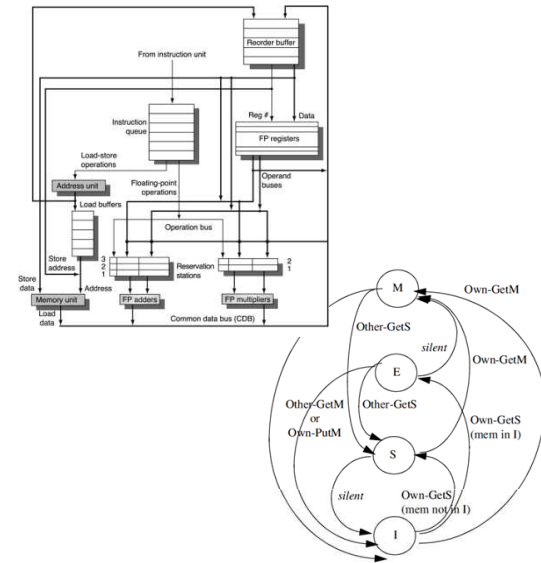 Reorder buffer
From instruction unit
Reg #
Data
Instruction
queue
FP registers
Load-store
operations
Operand
buses
Address unit
Floating-point
operations
Load buffers
Operation bus
Store
address
3
2
1
Reservation
stations
2
1
Store
data
Address
Memory unit
FP adders
FP multipliers
Load
data
Common data bus (CDB)
M
Own-GetM
Other-GetS
silent
Own-GetM
E
Other-GetM
or
Own-PutM
Other-GetS
Own-GetS
(mem in I)
S
silent
Own-GetS
(mem not in I)
I